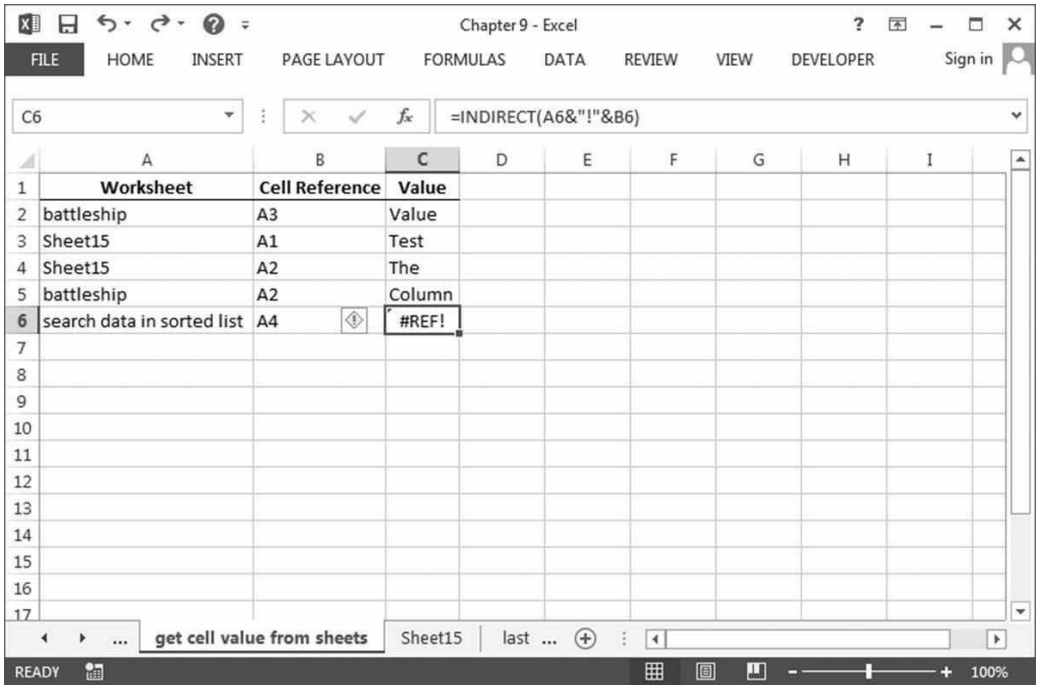 Chapter 9 - Excel ?
FILE HOME INSERT PAGE LAYOUT FORMULAS DATA REVIEW VIEW DEVELOPER Sign in
C6 fx =INDIRECT(A6&"!"&B6)
A B C D E F G H I
1 Worksheet Cell Reference Value
2 battleship A3 Value
3 Sheet15 A1 Test
4 Sheet15 A2 The
5 battleship A2 Column
6 search data in sorted list A4 #REF!
7
8
9
10
11
12
13
14
15
16
17
... get cell value from sheets Sheet15 last ...
READY 100%